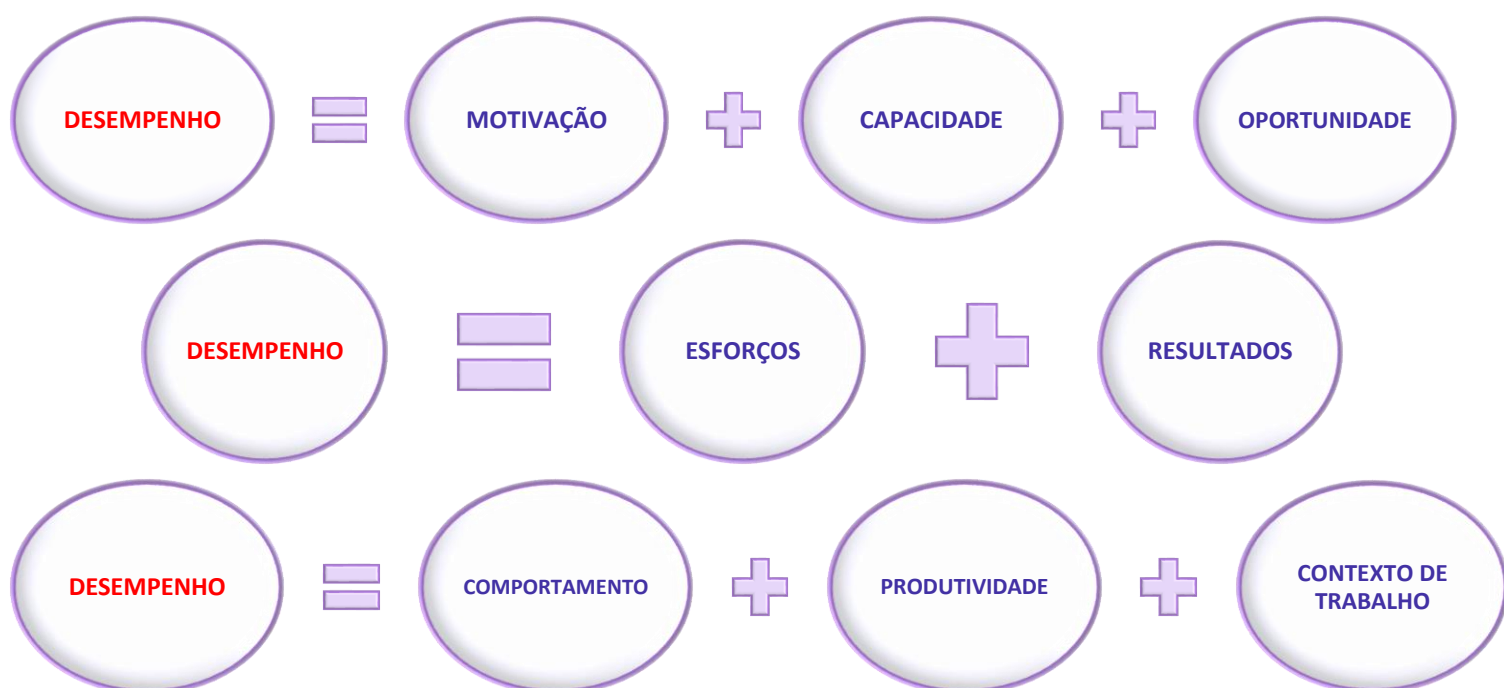 DESEMPENHO
MOTIVAÇÃO
CAPACIDADE
OPORTUNIDADE
DESEMPENHO
ESFORÇOS
RESULTADOS
DESEMPENHO
COMPORTAMENTO
PRODUTIVIDADE
CONTEXTO DE
TRABALHO